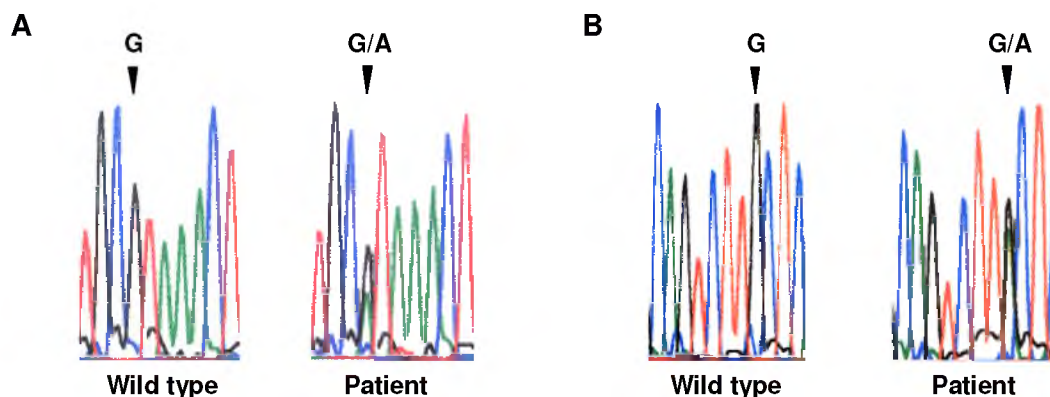 A
B
G
G/A
G
G/A
Wild type
Patient
Wild type
Patient